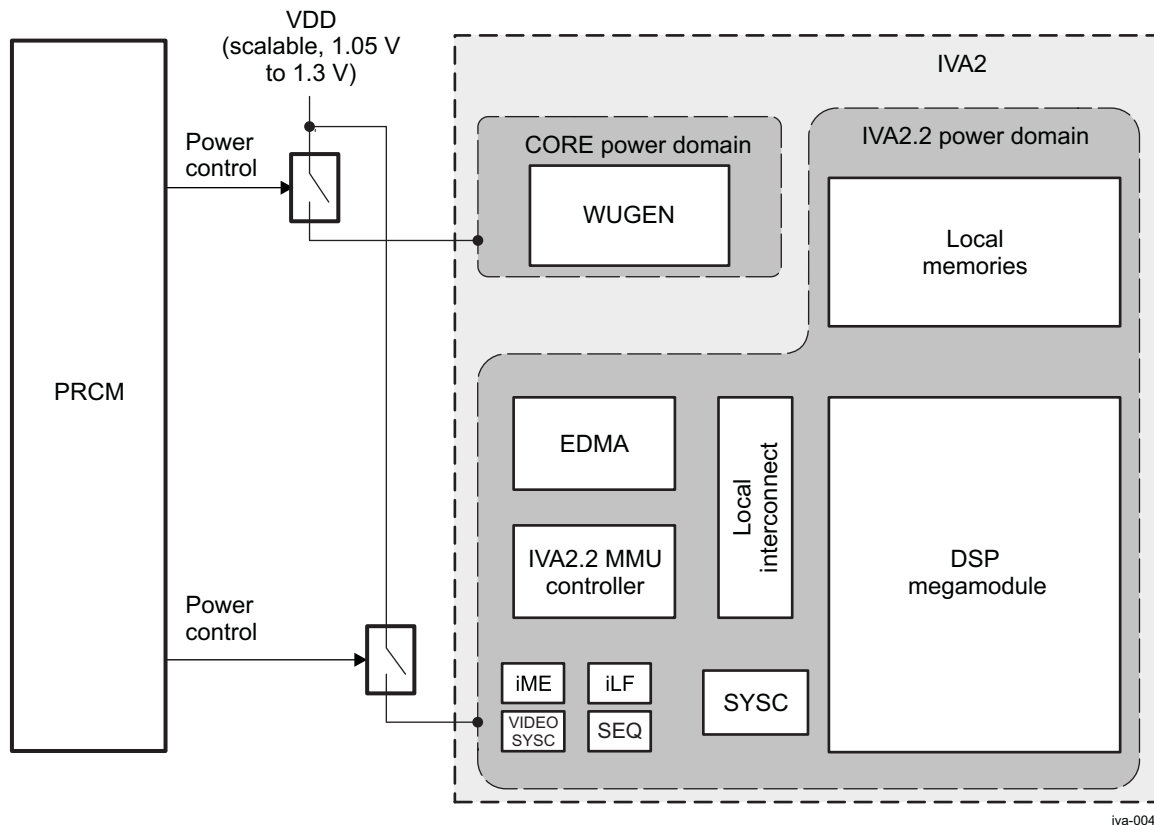 VDD
(scalable, 1.05 V
to 1.3 V)
IVA2
Power
control
CORE power domain
IVA2.2 power domain
WUGEN
Local
memories
PRCM
EDMA
Local
interconnect
IVA2.2 MMU
controller
DSP
megamodule
Power
control
iME
iLF
SYSC
VIDEO
SYSC
SEQ
iva-004